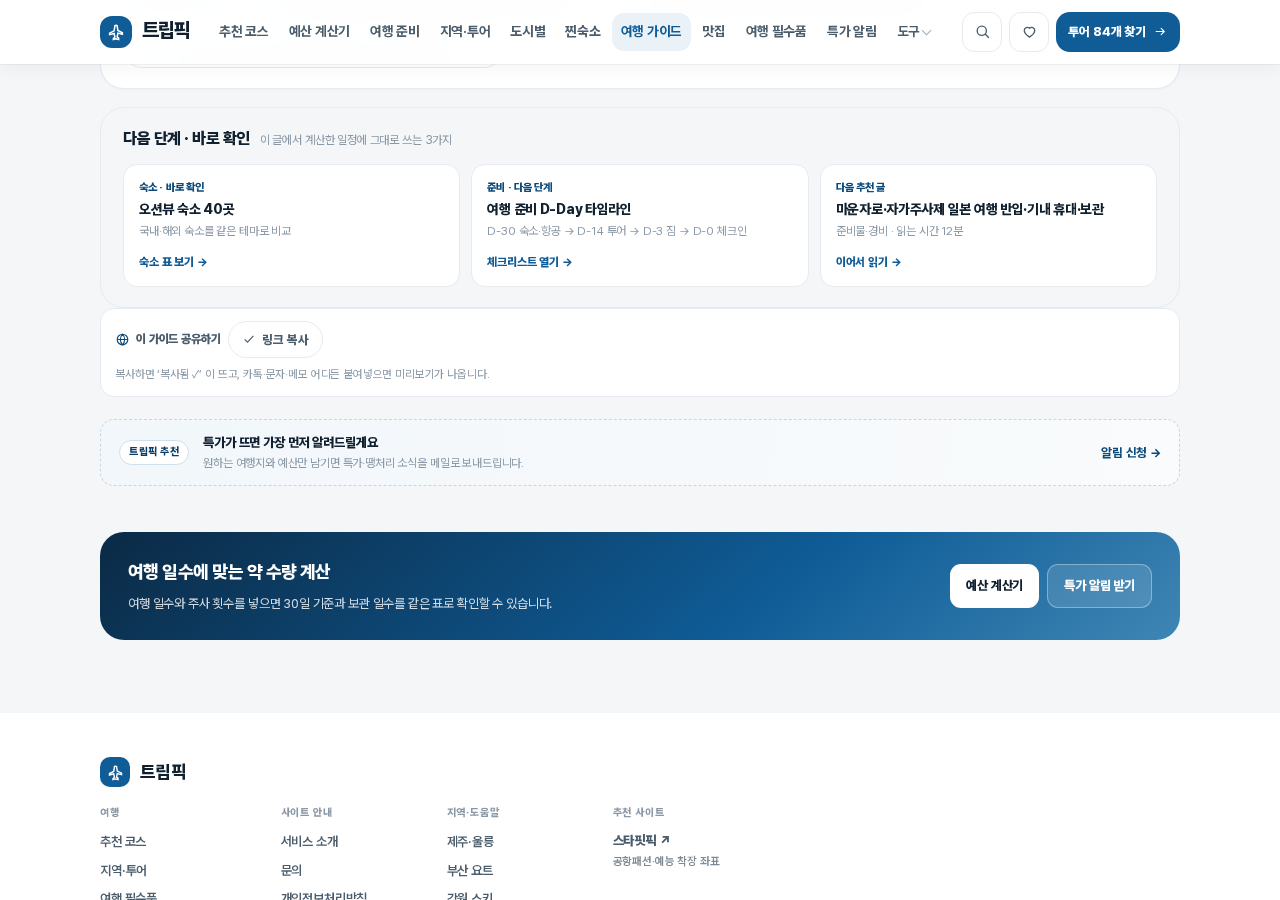 트립픽
추천 코스
예산 계산기
여행 준비
지역·투어
도시별
찐숙소
여행 가이드
맛집
여행 필수품
특가 알림
도구
투어 84개 찾기 →
다음 단계 · 바로 확인
이 글에서 계산한 일정에 그대로 쓰는 3가지
숙소 · 바로 확인
오션뷰 숙소 40곳
국내·해외 숙소를 같은 테마로 비교
숙소 표 보기 →
준비 · 다음 단계
여행 준비 D-Day 타임라인
D-30 숙소·항공 → D-14 투어 → D-3 짐 → D-0 체크인
체크리스트 열기 →
다음 추천 글
마운자로·자가주사제 일본 여행 반입·기내 휴대·보관
준비물·경비 · 읽는 시간 12분
이어서 읽기 →
이 가이드 공유하기
링크 복사
복사하면 ‘복사됨 ✓’ 이 뜨고, 카톡·문자·메모 어디든 붙여넣으면 미리보기가 나옵니다.
트립픽 추천
특가가 뜨면 가장 먼저 알려드릴게요
원하는 여행지와 예산만 남기면 특가·땡처리 소식을 메일로 보내드립니다.
알림 신청 →
여행 일수에 맞는 약 수량 계산
여행 일수와 주사 횟수를 넣으면 30일 기준과 보관 일수를 같은 표로 확인할 수 있습니다.
예산 계산기
특가 알림 받기
트립픽
여행
사이트 안내
지역·도움말
추천 사이트
추천 코스
서비스 소개
제주·울릉
스타핏픽 ↗
공항패션·예능 착장 좌표
지역·투어
문의
부산 요트
여행 필수품
개인정보처리방침
강원 스키